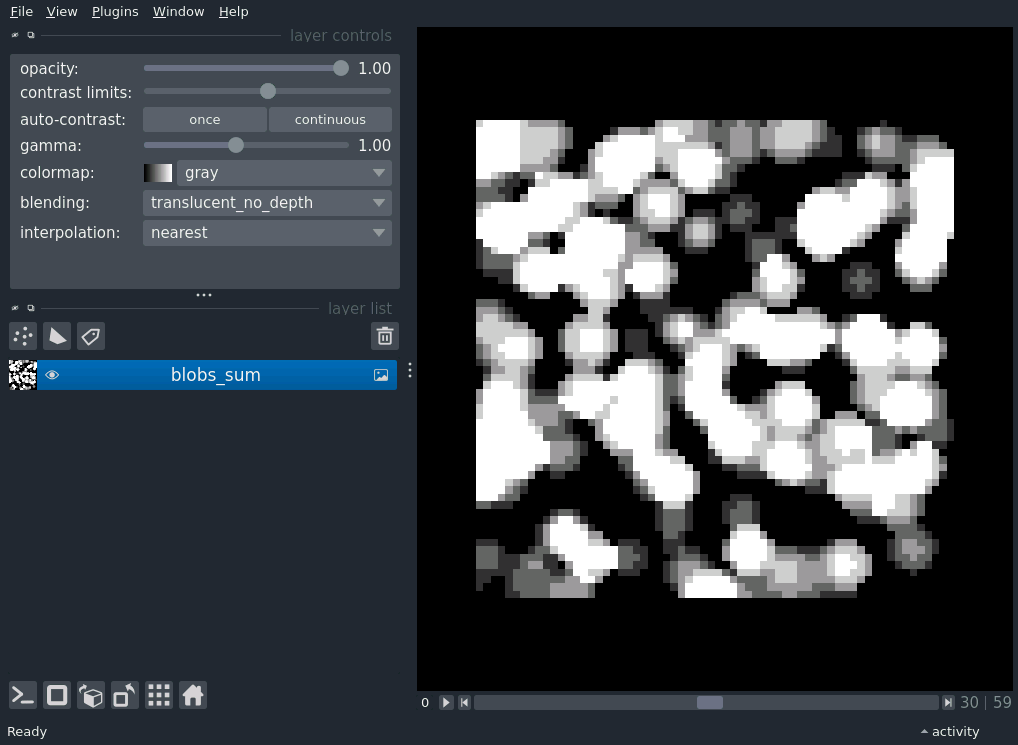 File View Plugins Window Help
layer controls
opacity: 1.00
contrast limits:
auto-contrast: once continuous
gamma: 1.00
colormap: gray
blending: translucent_no_depth
interpolation: nearest
layer list
blobs_sum
0 30 | 59
Ready activity